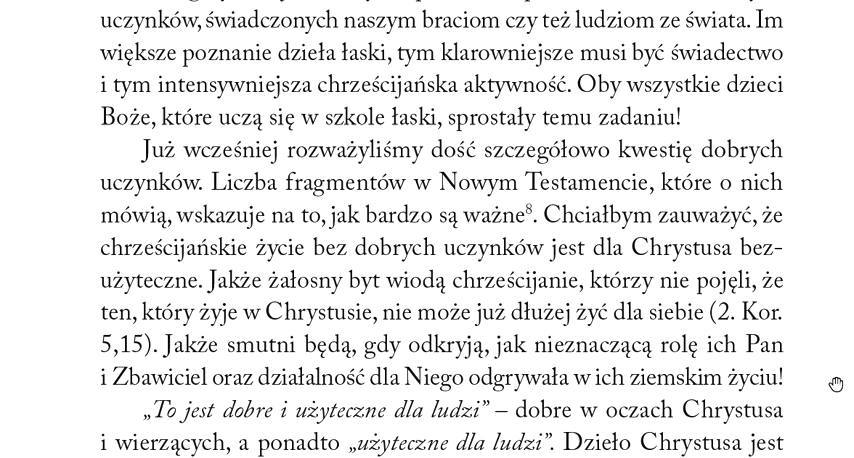 uczynków, świadczonych naszym braciom czy też ludziom ze świata. Im
większe poznanie dzieła łaski, tym klarowniejsze musi być świadectwo
i tym intensywniejsza chrześcijańska aktywność. Oby wszystkie dzieci
Boże, które uczą się w szkole łaski, sprostały temu zadaniu!
Już wcześniej rozważyliśmy dość szczegółowo kwestię dobrych
uczynków. Liczba fragmentów w Nowym Testamencie, które o nich
mówią, wskazuje na to, jak bardzo są ważne⁸. Chciałbym zauważyć, że
chrześcijańskie życie bez dobrych uczynków jest dla Chrystusa bez-
użyteczne. Jakże żałosny byt wiodą chrześcijanie, którzy nie pojęli, że
ten, który żyje w Chrystusie, nie może już dłużej żyć dla siebie (2. Kor.
5,15). Jakże smutni będą, gdy odkryją, jak nieznaczącą rolę ich Pan
i Zbawiciel oraz działalność dla Niego odgrywała w ich ziemskim życiu!
„To jest dobre i użyteczne dla ludzi” – dobre w oczach Chrystusa
i wierzących, a ponadto „użyteczne dla ludzi”. Dzieło Chrystusa jest